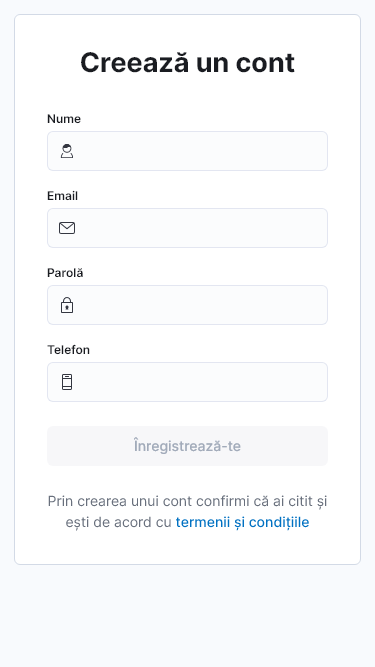 Creează un cont
Nume
Email
Parolă
Telefon
Înregistrează-te
Prin crearea unui cont confirmi că ai citit și
ești de acord cu termenii și condițiile